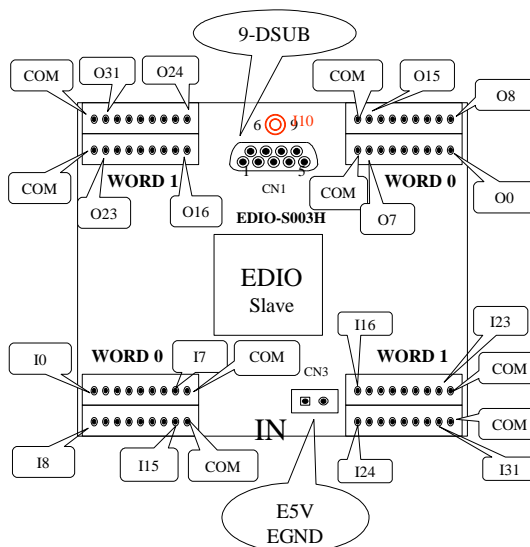 9-DSUB
COM
O31
O24
COM
O15
O8
6
9
I10
1
5
CN1
COM
O23
WORD 1
O16
COM
O7
WORD 0
O0
EDIO-S003H
EDIO
Slave
I16
I23
WORD 0
I7
COM
WORD 1
COM
I0
CN3
COM
I8
I15
COM
IN
I24
I31
E5V
EGND